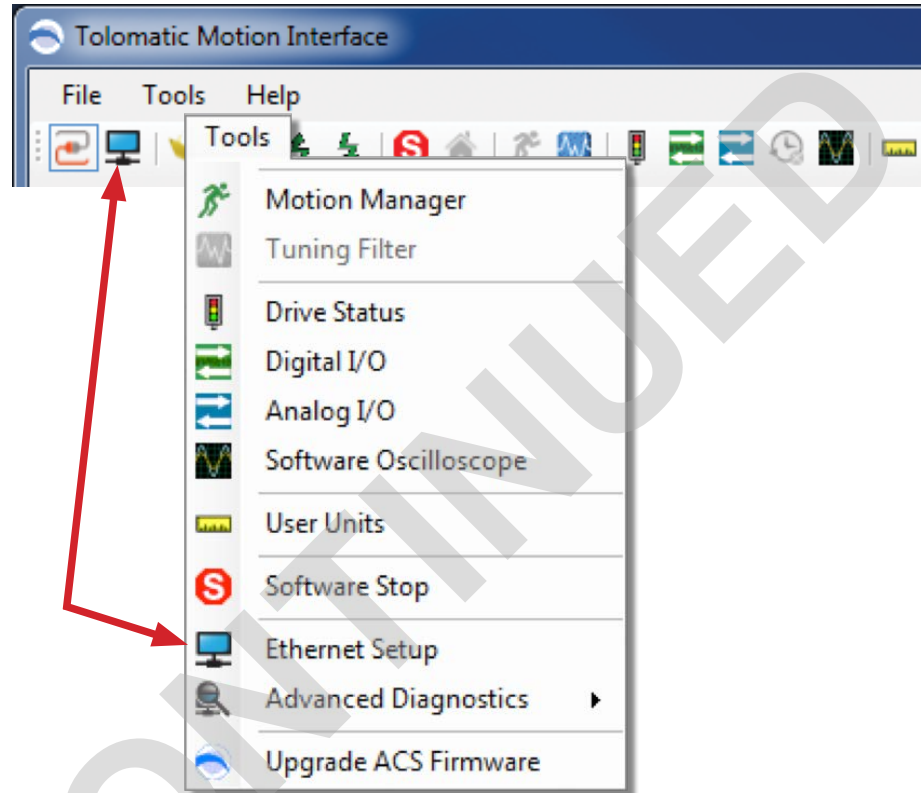 Tolomatic Motion Interface
File Tools Help
Tools
Motion Manager
Tuning Filter
Drive Status
Digital I/O
Analog I/O
Software Oscilloscope
User Units
Software Stop
Ethernet Setup
Advanced Diagnostics
Upgrade ACS Firmware
ONTINUED